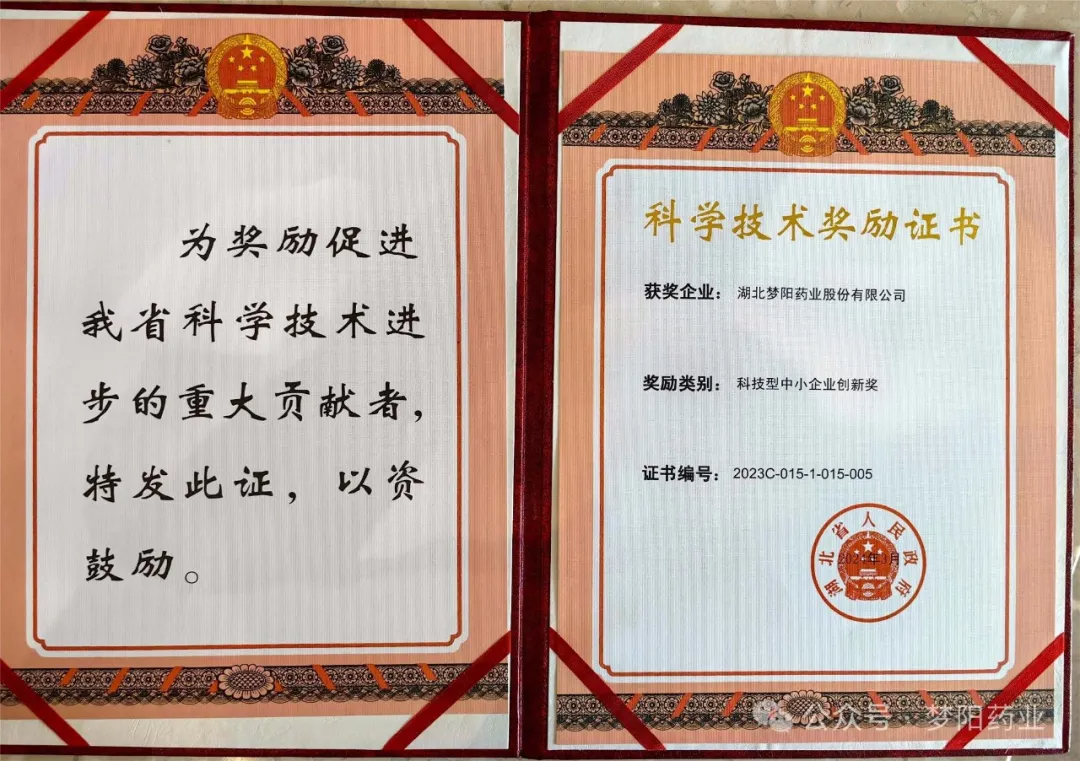 为奖励促进
我省科学技术进
步的重大贡献者，
特发此证，以资
鼓励。
科学技术奖励证书
获奖企业： 湖北梦阳药业股份有限公司
奖励类别： 科技型中小企业创新奖
证书编号： 2023C-015-1-015-005
湖北省人民政府
公众号 · 梦阳药业